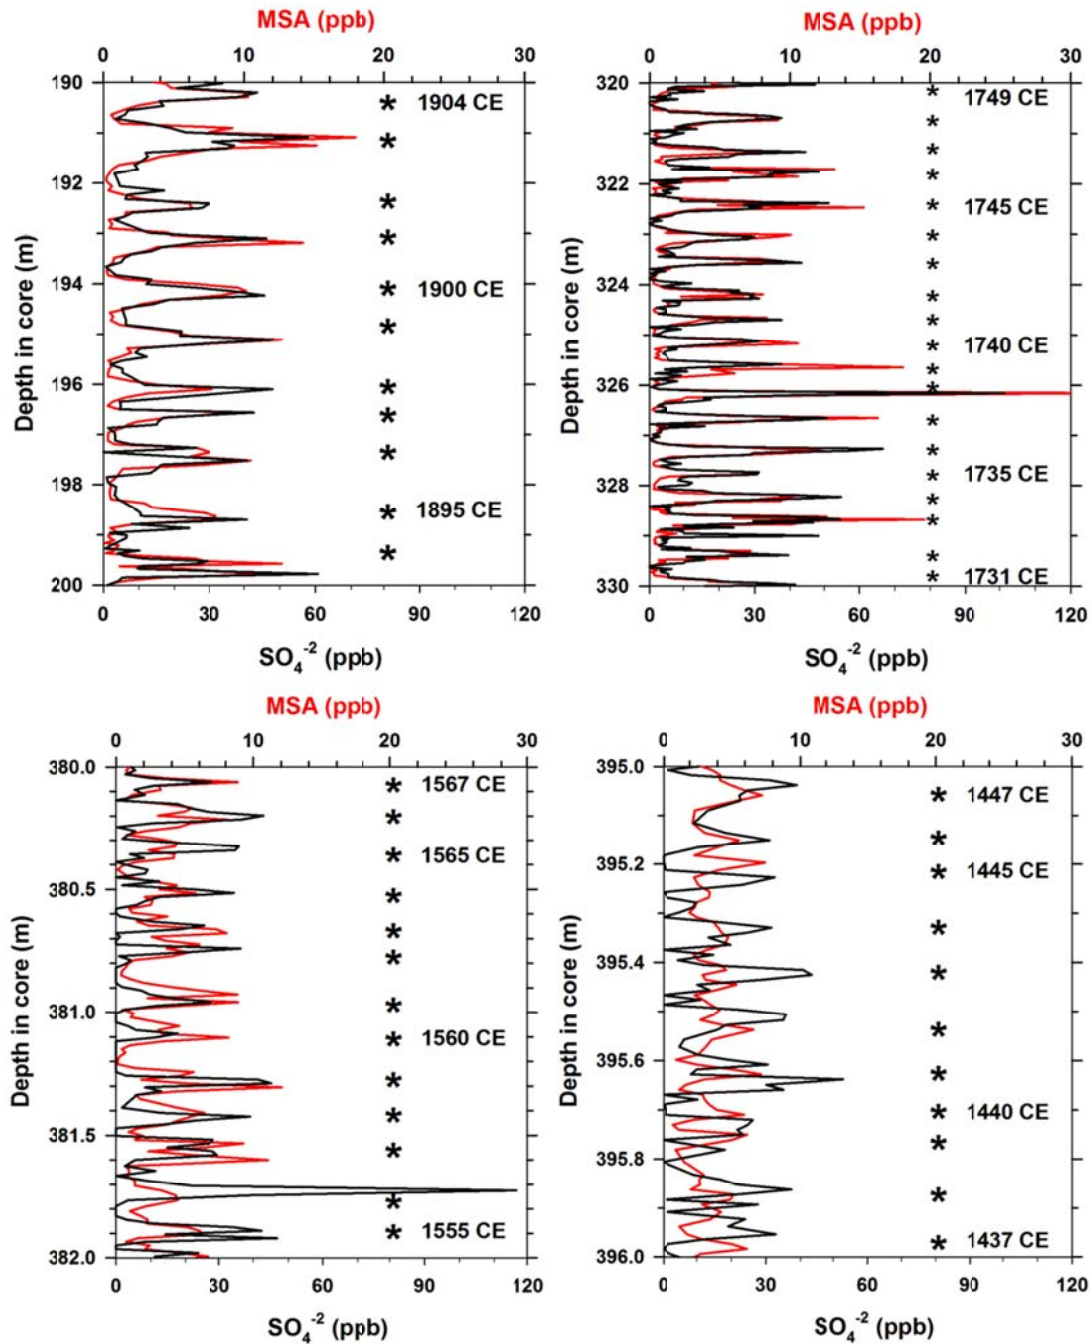 MSA (ppb)
0 10 20 30
190
192
194
196
198
200
Depth in core (m)
* 1904 CE
*
*
*
* 1900 CE
*
*
*
*
* 1895 CE
*
0 30 60 90 120
SO₄⁻² (ppb)
MSA (ppb)
0 10 20 30
320
322
324
326
328
330
Depth in core (m)
* 1749 CE
*
*
*
* 1745 CE
*
*
*
*
* 1740 CE
*
*
*
*
* 1735 CE
*
*
*
* 1731 CE
0 30 60 90 120
SO₄⁻² (ppb)
MSA (ppb)
0 10 20 30
380.0
380.5
381.0
381.5
382.0
Depth in core (m)
* 1567 CE
*
* 1565 CE
*
*
*
*
* 1560 CE
*
*
*
*
* 1555 CE
0 30 60 90 120
SO₄⁻² (ppb)
MSA (ppb)
0 10 20 30
395.0
395.2
395.4
395.6
395.8
396.0
Depth in core (m)
* 1447 CE
*
* 1445 CE
*
*
*
*
* 1440 CE
*
*
* 1437 CE
0 30 60 90 120
SO₄⁻² (ppb)